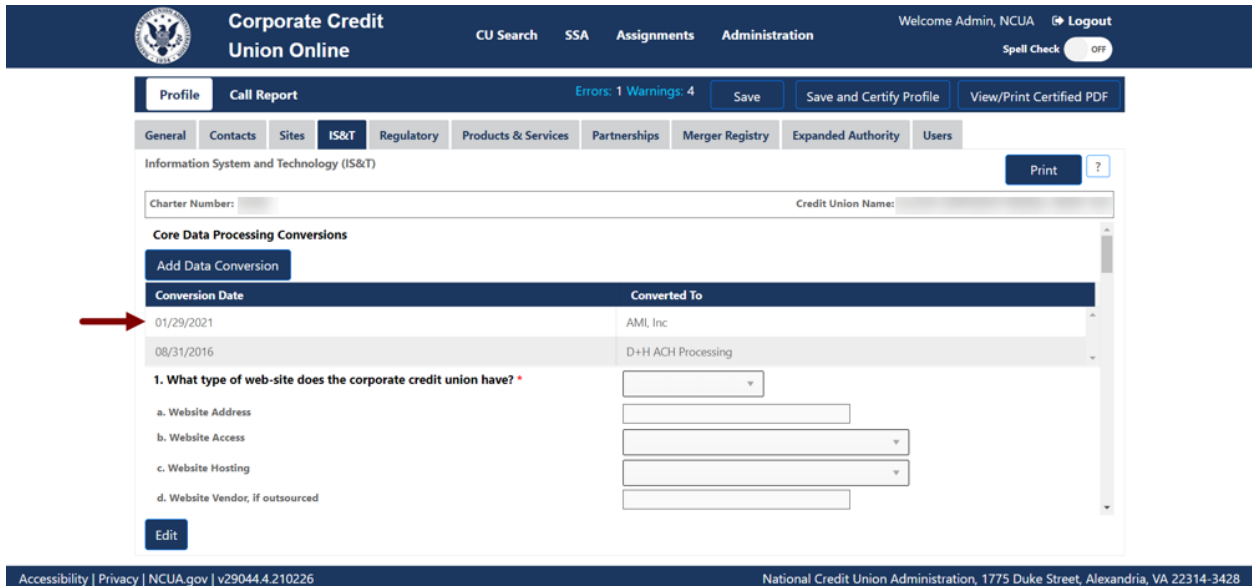 Corporate Credit
Union Online
CU Search SSA Assignments Administration
Welcome Admin, NCUA Logout
Spell Check OFF
Profile Call Report Errors: 1 Warnings: 4 Save Save and Certify Profile View/Print Certified PDF
General Contacts Sites IS&T Regulatory Products & Services Partnerships Merger Registry Expanded Authority Users
Information System and Technology (IS&T) Print ?
Charter Number: Credit Union Name:
Core Data Processing Conversions
Add Data Conversion
Conversion Date Converted To
01/29/2021 AMI, Inc
08/31/2016 D+H ACH Processing
1. What type of web-site does the corporate credit union have? *
a. Website Address
b. Website Access
c. Website Hosting
d. Website Vendor, if outsourced
Edit
Accessibility | Privacy | NCUA.gov | v29044.4.210226 National Credit Union Administration, 1775 Duke Street, Alexandria, VA 22314-3428